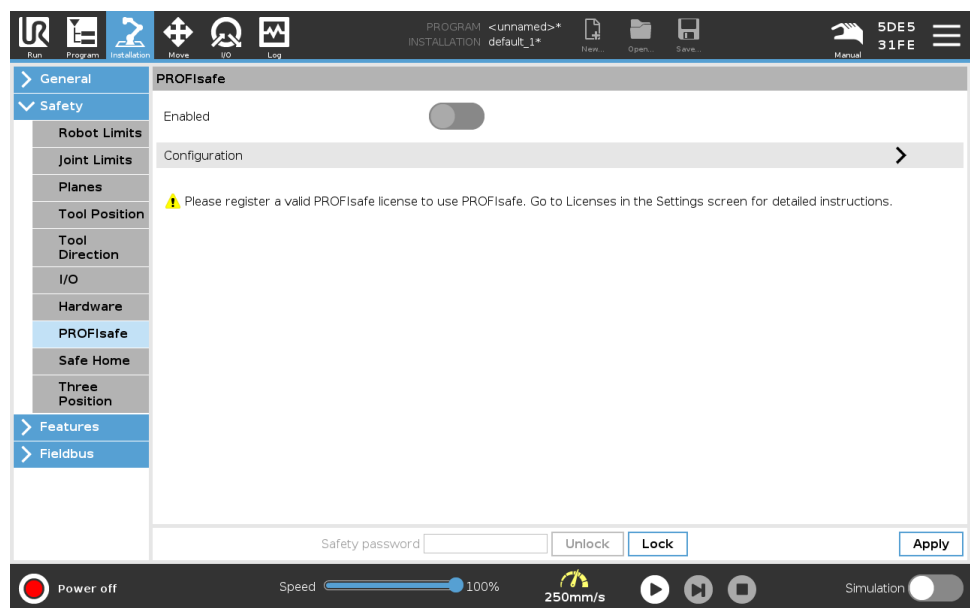 PROGRAM <unnamed>*
INSTALLATION default_1*
UR
Run
Program
Installation
Move
I/O
Log
New...
Open...
Save...
Manual
5DE5
31FE
General
Safety
Robot Limits
Joint Limits
Planes
Tool Position
Tool
Direction
I/O
Hardware
PROFIsafe
Safe Home
Three
Position
Features
Fieldbus
PROFIsafe
Enabled
Configuration
Please register a valid PROFIsafe license to use PROFIsafe. Go to Licenses in the Settings screen for detailed instructions.
Safety password
Unlock
Lock
Apply
Power off
Speed
100%
250mm/s
Simulation